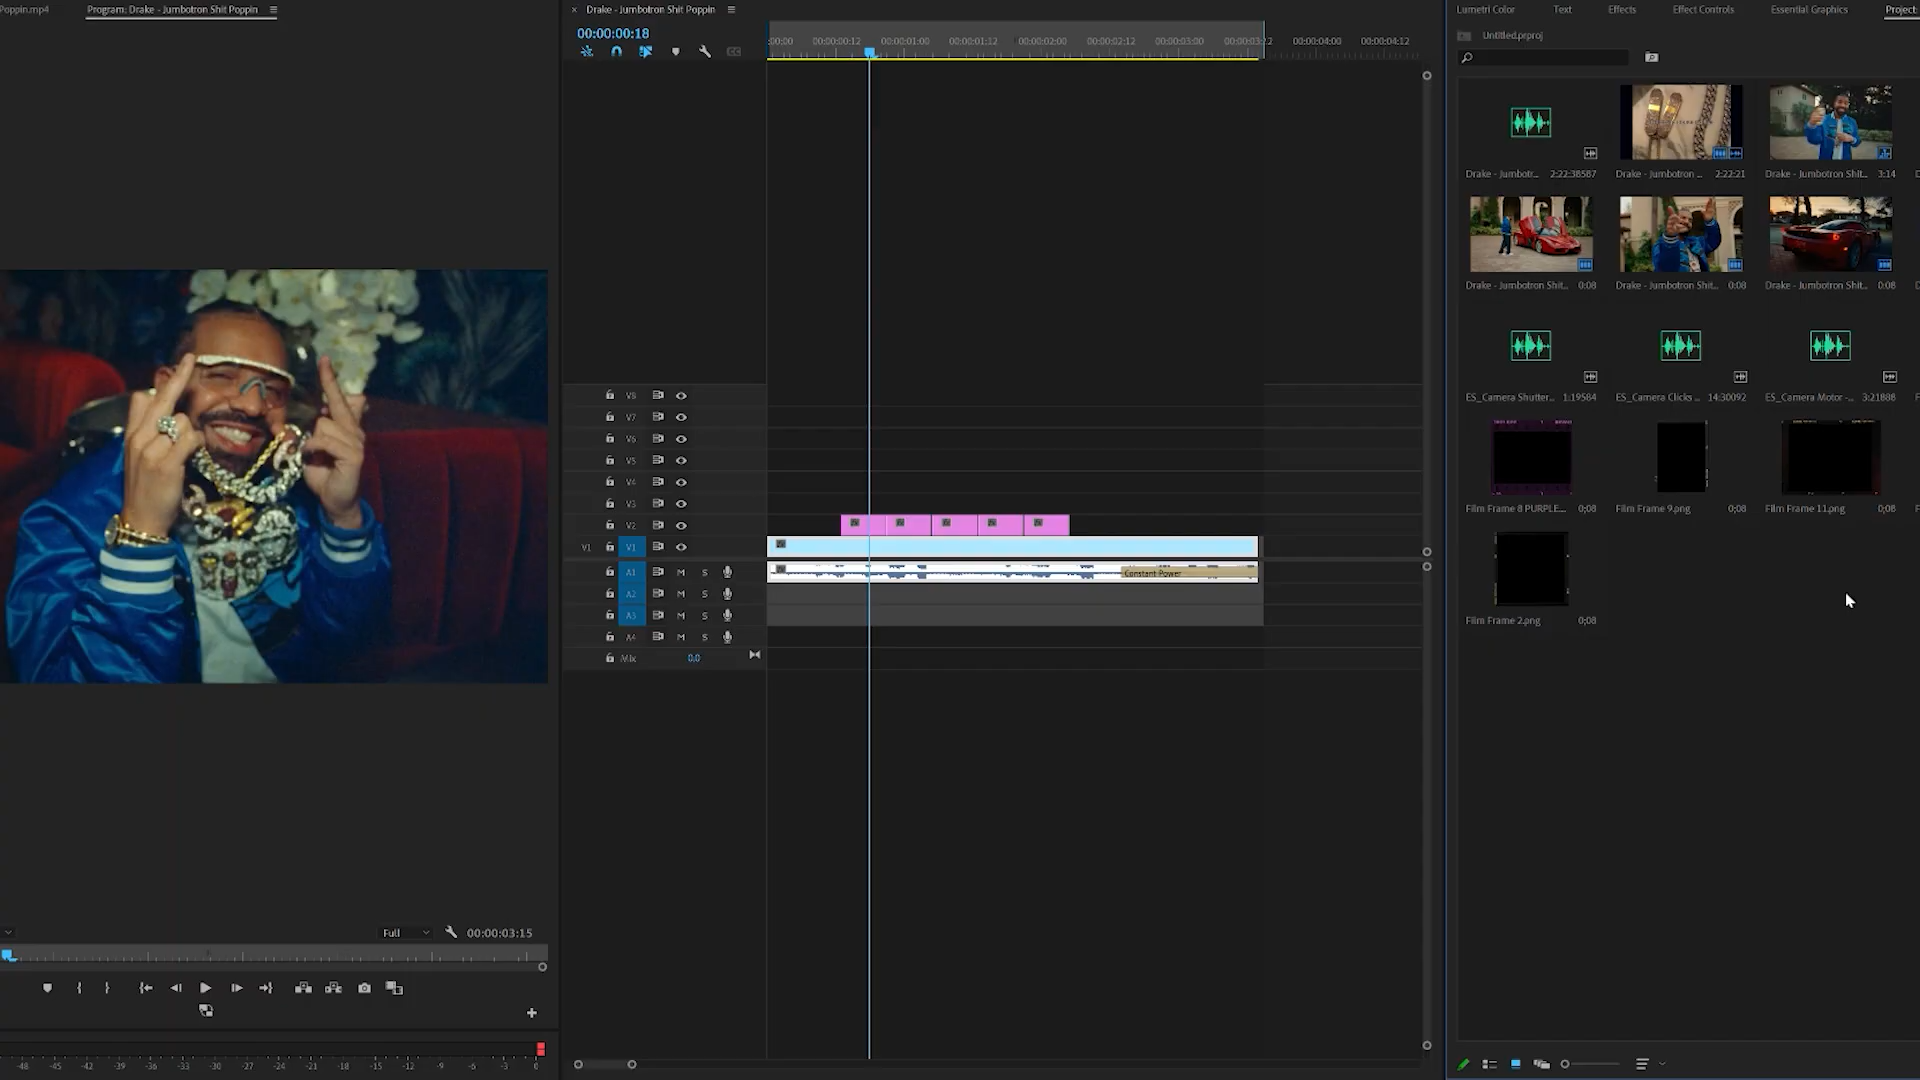 Poppin.mp4
Program: Drake - Jumbotron Shit Poppin
Full
00:00:03:15
-48 -45 -42 -39 -36 -33 -30 -27 -24 -21 -18 -15 -12 -9 -6 -3 0
× Drake - Jumbotron Shit Poppin
00:00:00:18
:00:00 00:00:00:12 00:00:01:00 00:00:01:12 00:00:02:00 00:00:02:12 00:00:03:00 00:00:03: 00:00:04:00 00:00:04:12
V8
V7
V6
V5
V4
V3
V2
V1 V1
A1 M S
Constant Power
A2 M S
A3 M S
A4 M S
Mix 0.0
Lumetri Color Text Effects Effect Controls Essential Graphics Project:
Untitled.prproj
Drake - Jumbotr... 2:22:38587
Drake - Jumbotron ... 2:22:21
Drake - Jumbotron Shit... 3:14
Drake - Jumbotron Shit... 0:08
Drake - Jumbotron Shit... 0:08
Drake - Jumbotron Shit... 0:08
ES_Camera Shutter... 1:19584
ES_Camera Clicks ... 14:30092
ES_Camera Motor -... 3:21888
Film Frame 8 PURPLE... 0;08
Film Frame 9.png 0;08
Film Frame 11.png 0;08
Film Frame 2.png 0;08